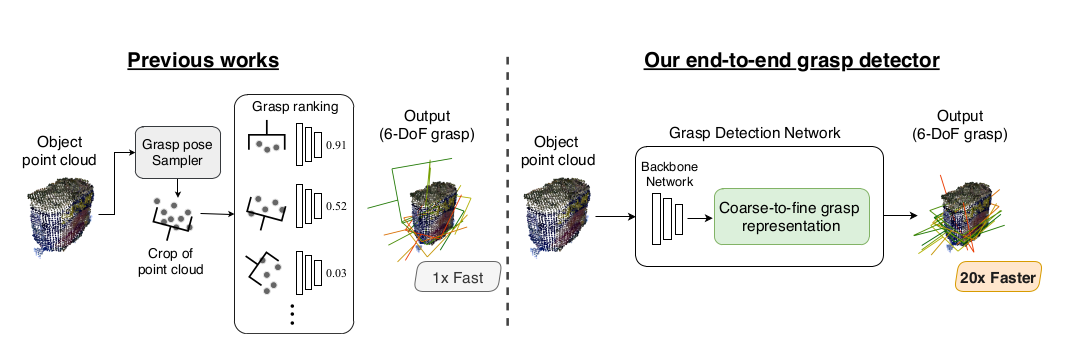 Previous works
Object
point cloud
Grasp pose
Sampler
Crop of
point cloud
Grasp ranking
0.91
0.52
0.03
Output
(6-DoF grasp)
1x Fast
Our end-to-end grasp detector
Object
point cloud
Grasp Detection Network
Backbone
Network
Coarse-to-fine grasp
representation
Output
(6-DoF grasp)
20x Faster